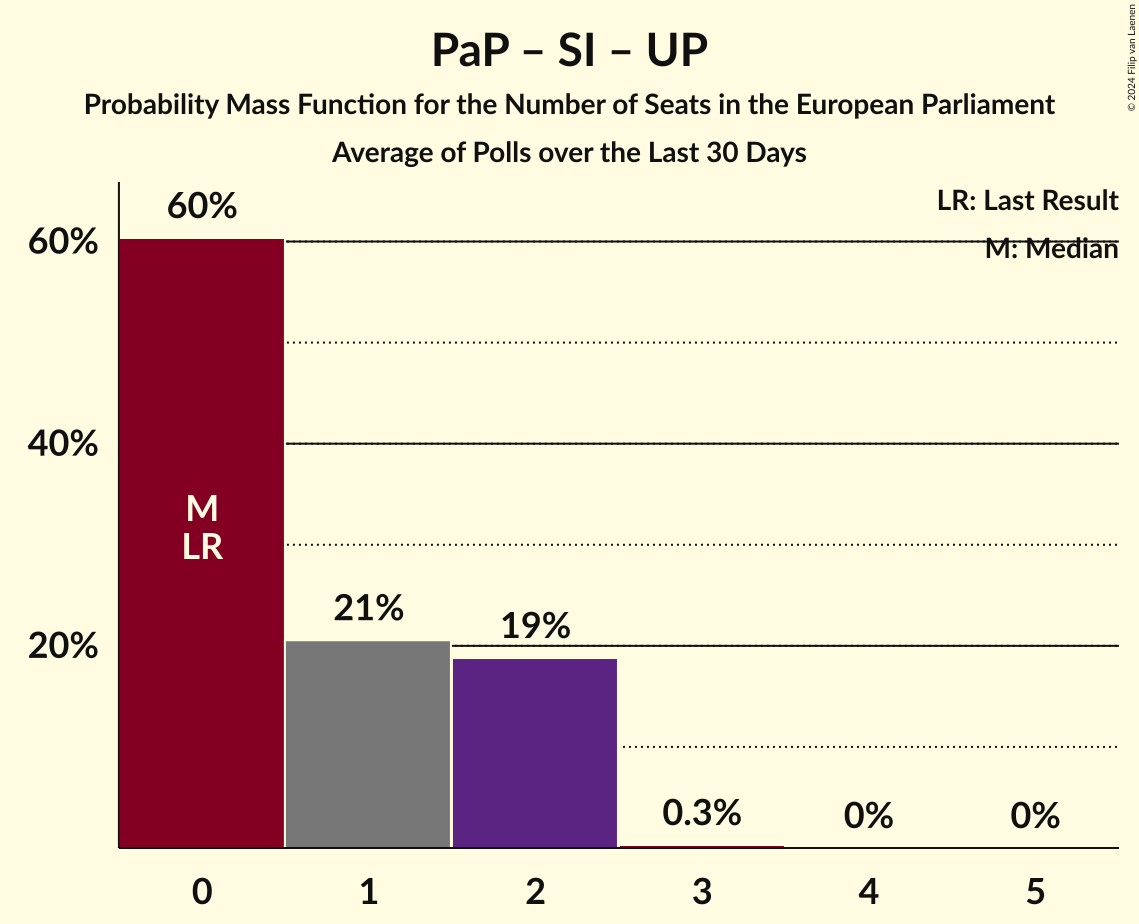 PaP – SI – UP
Probability Mass Function for the Number of Seats in the European Parliament
Average of Polls over the Last 30 Days
© 2024 Filip van Laenen
LR: Last Result
M: Median
60%
40%
20%
60%
M
LR
21%
19%
0.3%
0%
0%
0 1 2 3 4 5